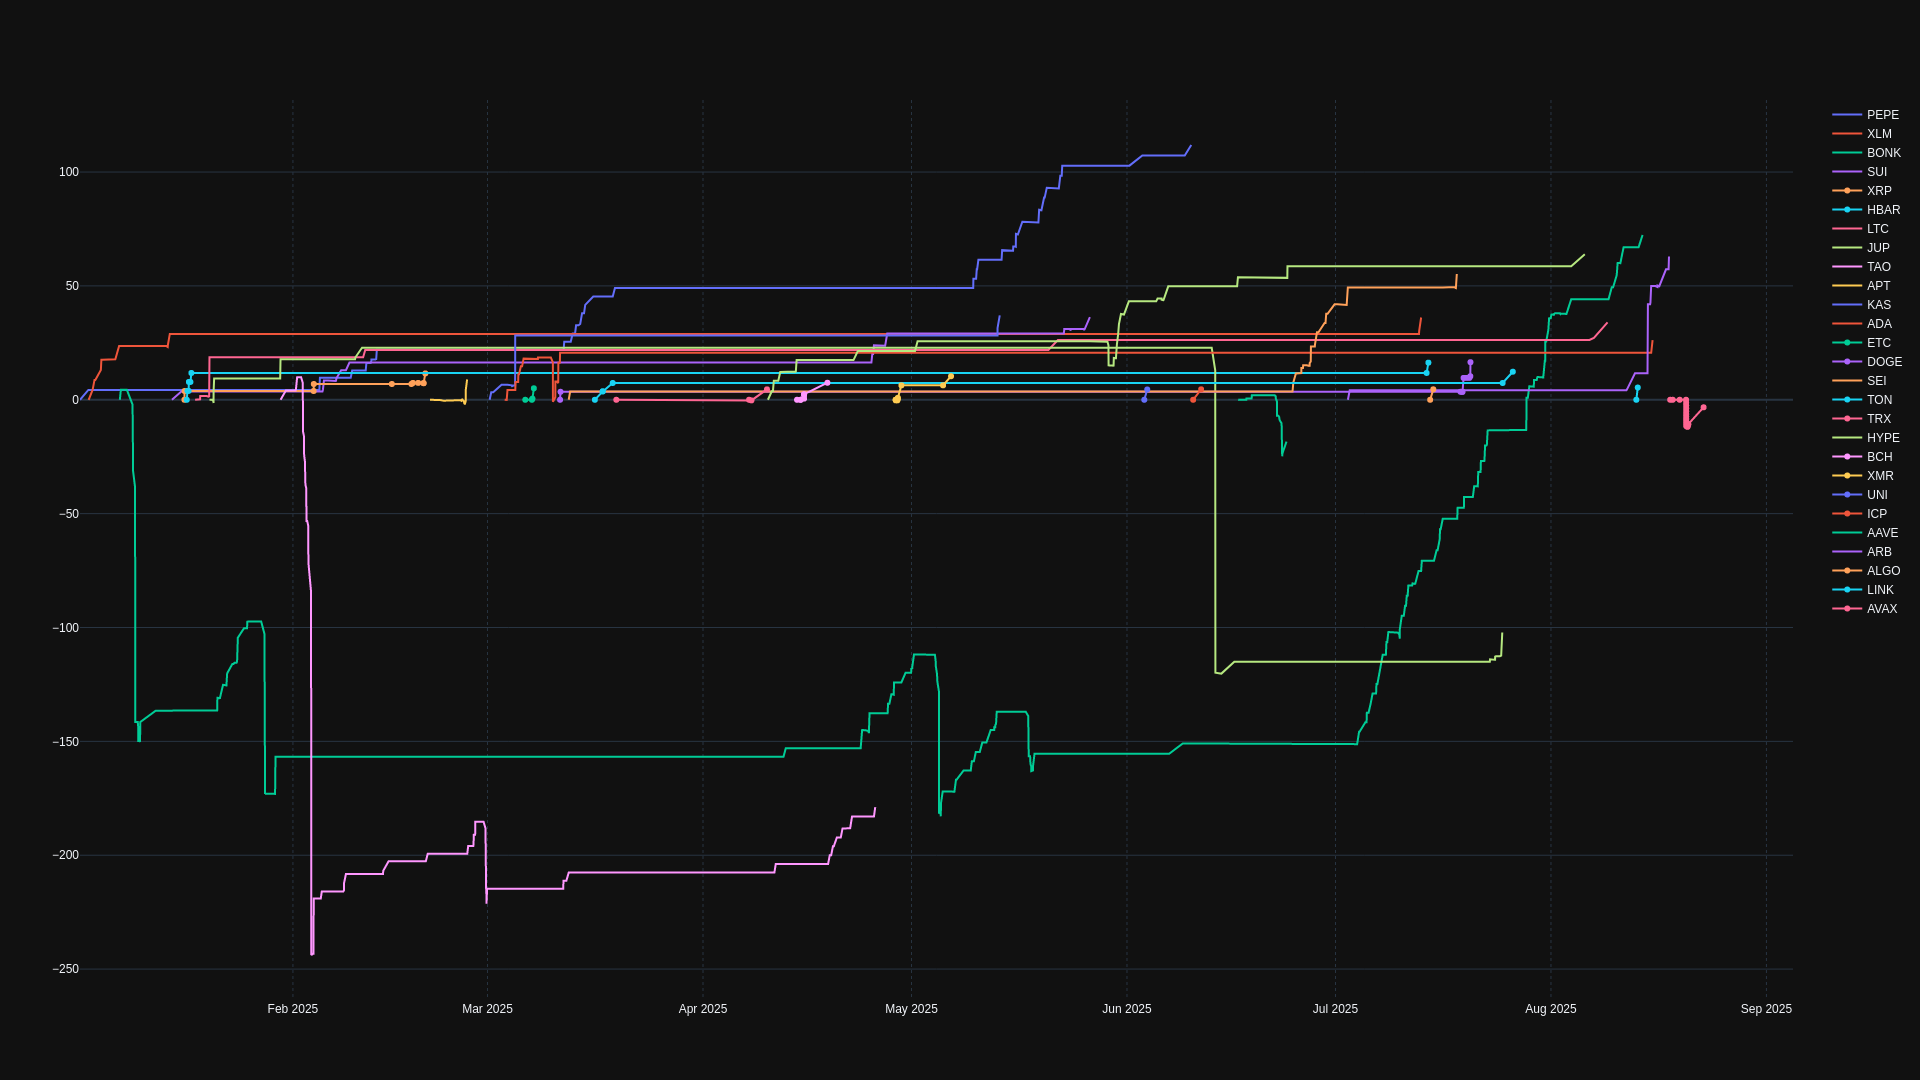 100
50
0
−50
−100
−150
−200
−250
Feb 2025
Mar 2025
Apr 2025
May 2025
Jun 2025
Jul 2025
Aug 2025
Sep 2025
PEPE
XLM
BONK
SUI
XRP
HBAR
LTC
JUP
TAO
APT
KAS
ADA
ETC
DOGE
SEI
TON
TRX
HYPE
BCH
XMR
UNI
ICP
AAVE
ARB
ALGO
LINK
AVAX